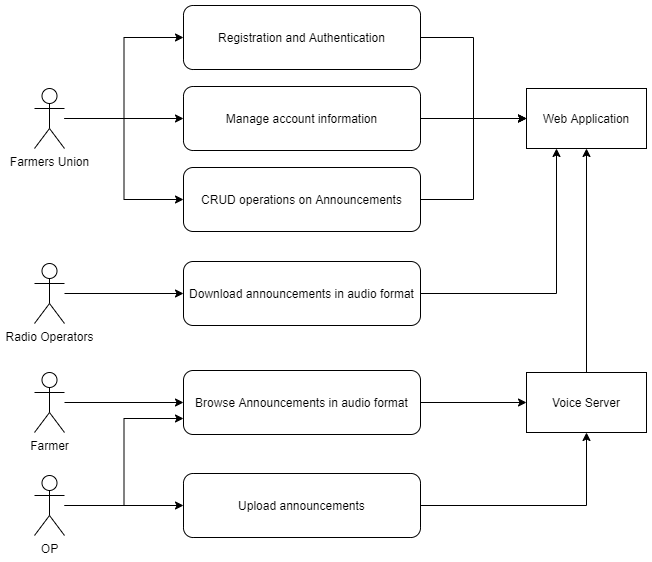 Registration and Authentication
Manage account information
Web Application
Farmers Union
CRUD operations on Announcements
Download announcements in audio format
Radio Operators
Browse Announcements in audio format
Voice Server
Farmer
Upload announcements
OP